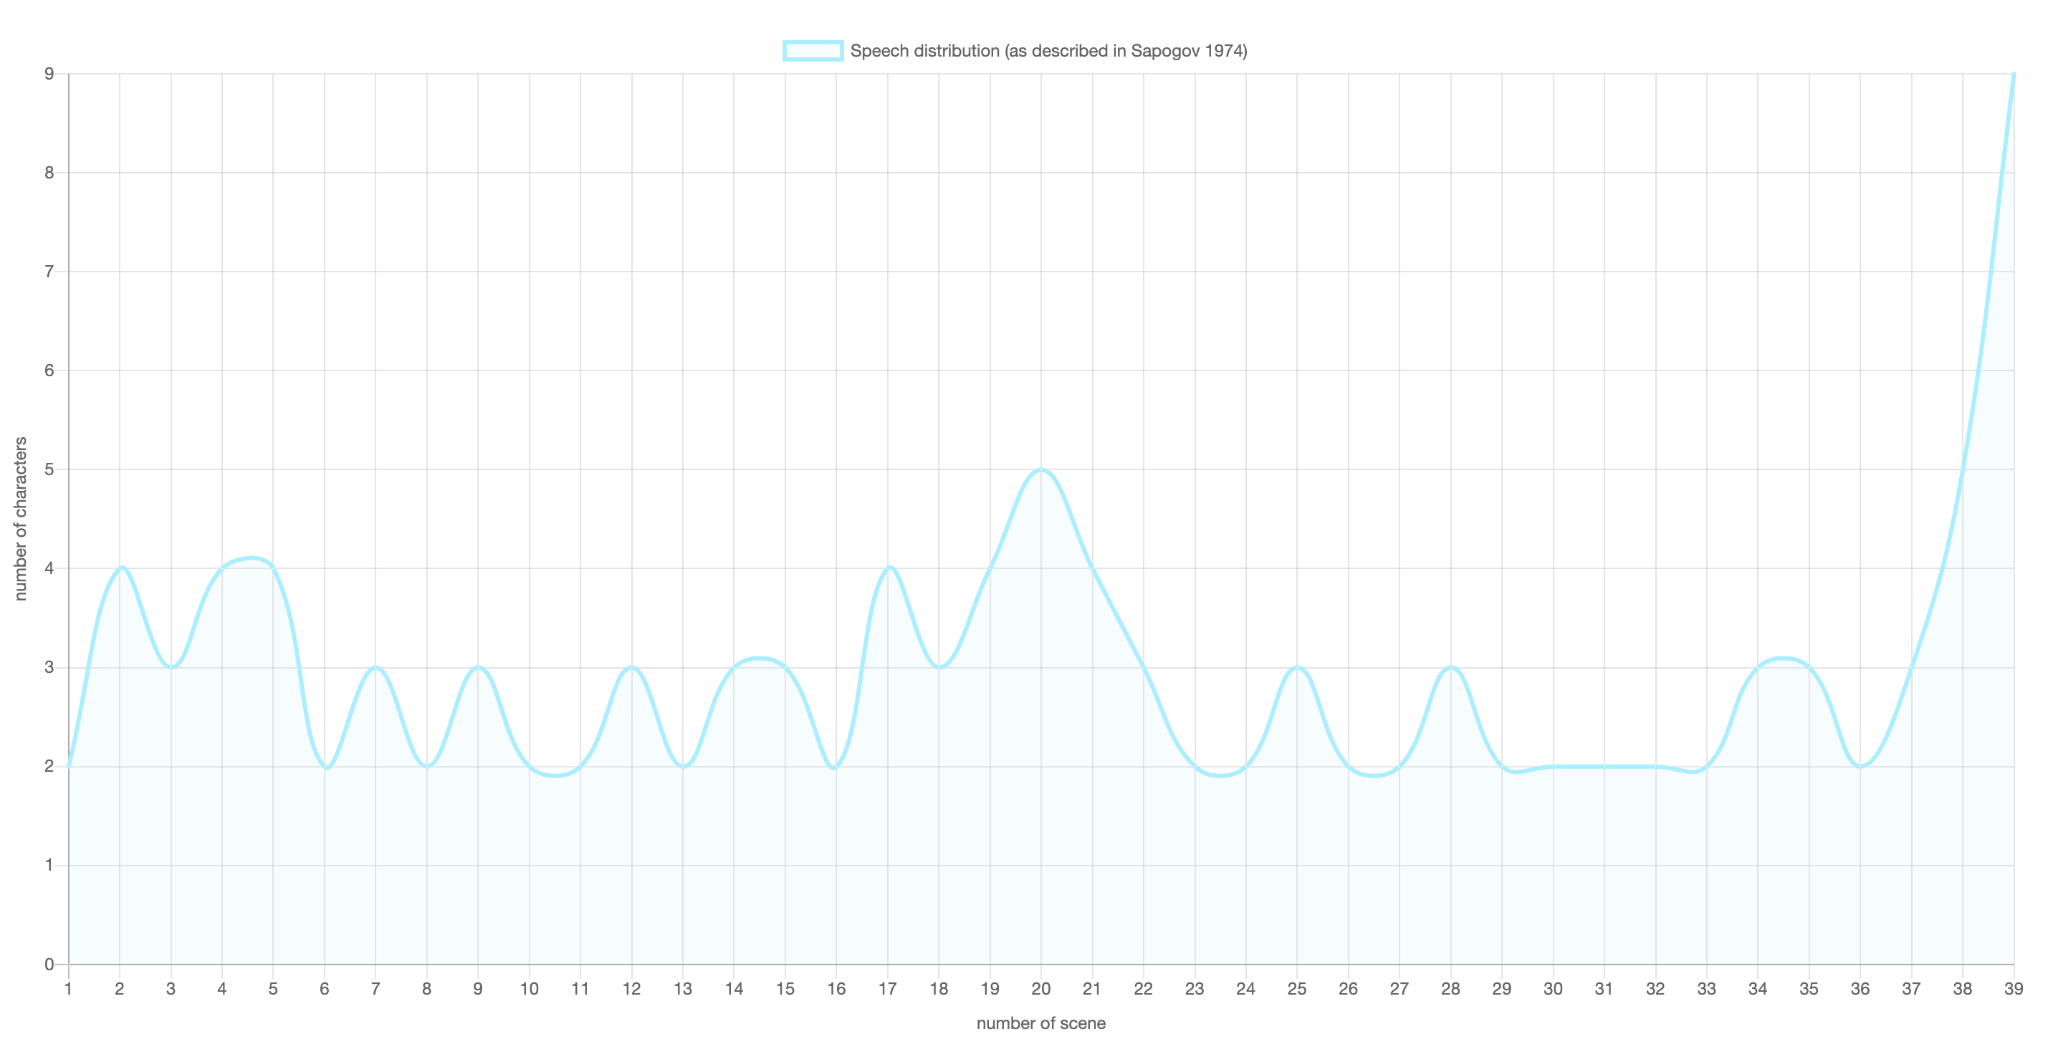 Speech distribution (as described in Sapogov 1974)
9
8
7
6
5
4
3
2
1
0
number of characters
1 2 3 4 5 6 7 8 9 10 11 12 13 14 15 16 17 18 19 20 21 22 23 24 25 26 27 28 29 30 31 32 33 34 35 36 37 38 39
number of scene